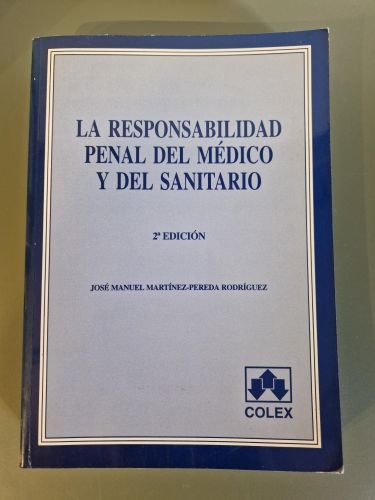 LA RESPONSABILIDAD
PENAL DEL MÉDICO
Y DEL SANITARIO
2ª EDICIÓN
JOSÉ MANUEL MARTÍNEZ-PEREDA RODRÍGUEZ
COLEX